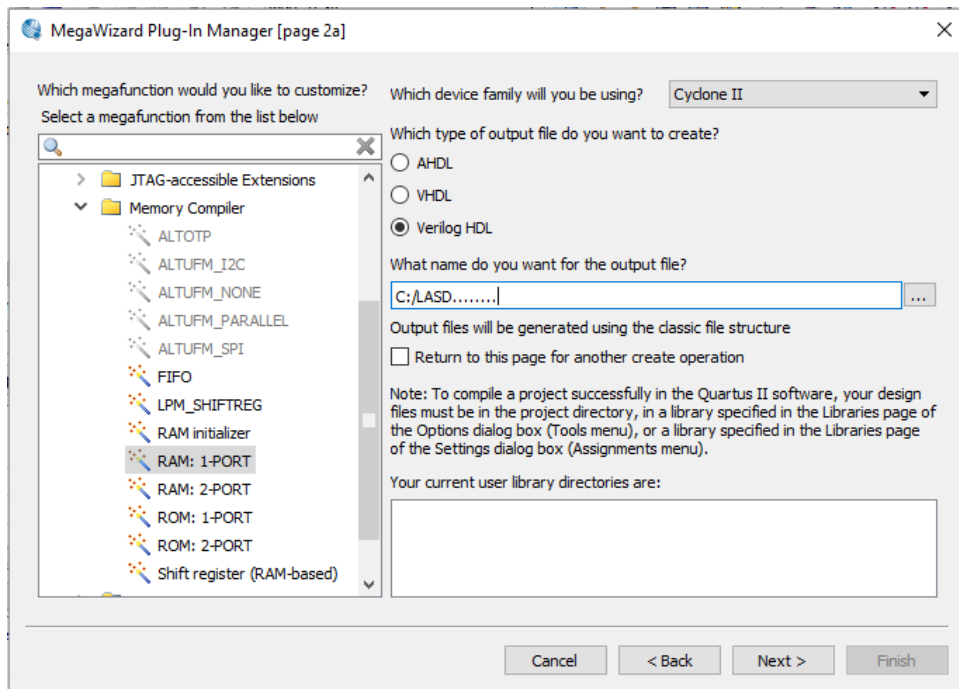 MegaWizard Plug-In Manager [page 2a]
Which megafunction would you like to customize?
Select a megafunction from the list below
JTAG-accessible Extensions
Memory Compiler
ALTOTP
ALTUFM_I2C
ALTUFM_NONE
ALTUFM_PARALLEL
ALTUFM_SPI
FIFO
LPM_SHIFTREG
RAM initializer
RAM: 1-PORT
RAM: 2-PORT
ROM: 1-PORT
ROM: 2-PORT
Shift register (RAM-based)
Which device family will you be using?
Cyclone II
Which type of output file do you want to create?
AHDL
VHDL
Verilog HDL
What name do you want for the output file?
C:/LASD........
...
Output files will be generated using the classic file structure
Return to this page for another create operation
Note: To compile a project successfully in the Quartus II software, your design
files must be in the project directory, in a library specified in the Libraries page of
the Options dialog box (Tools menu), or a library specified in the Libraries page
of the Settings dialog box (Assignments menu).
Your current user library directories are:
Cancel
< Back
Next >
Finish